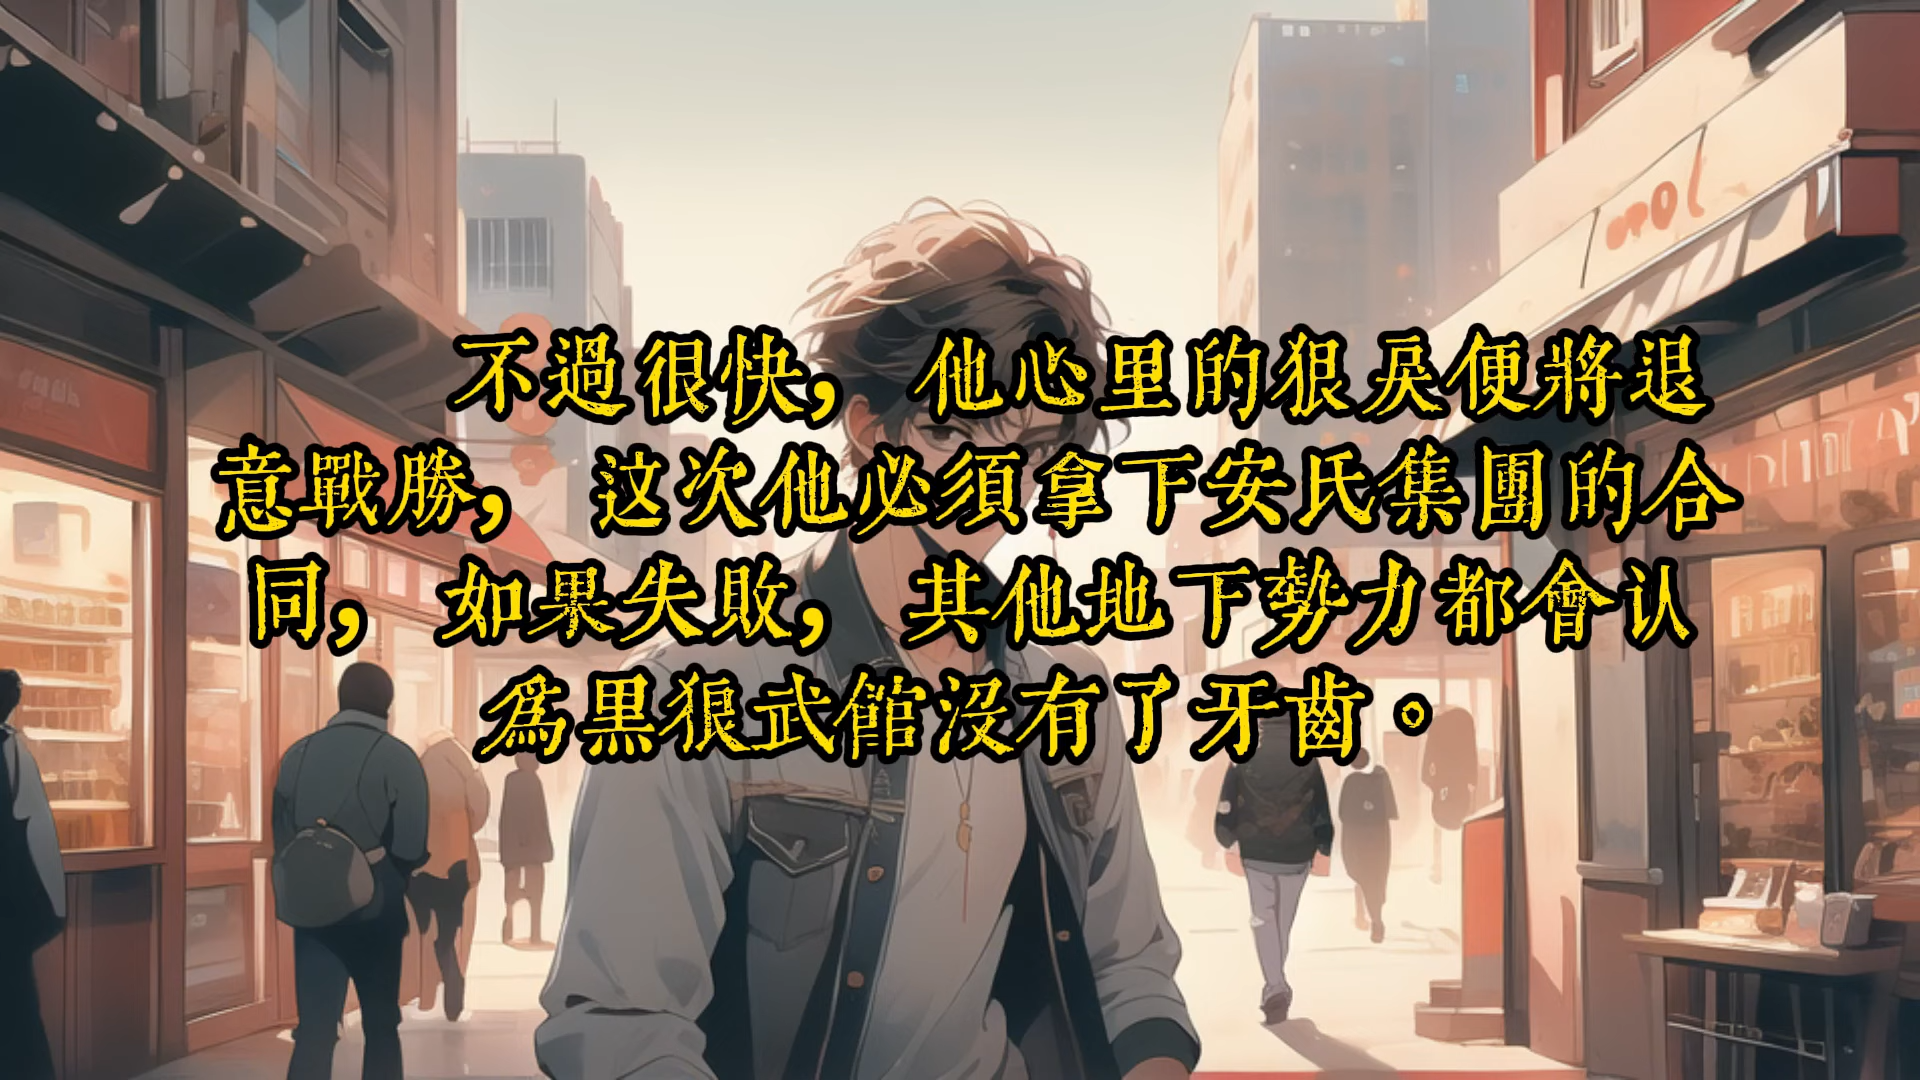 不過很快，他心里的狠戾便將退
意戰勝，这次他必須拿下安氏集團的合
同，如果失敗，其他地下勢力都會认
為黑狼武館沒有了牙齒。